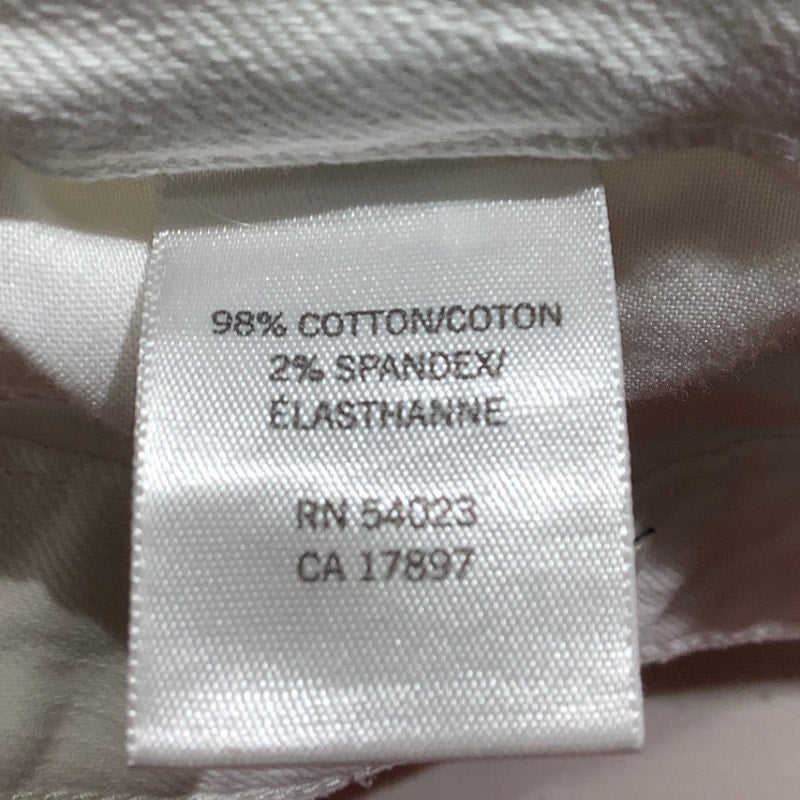 98% COTTON/COTON
2% SPANDEX/
ÉLASTHANNE
RN 54023
CA 17897